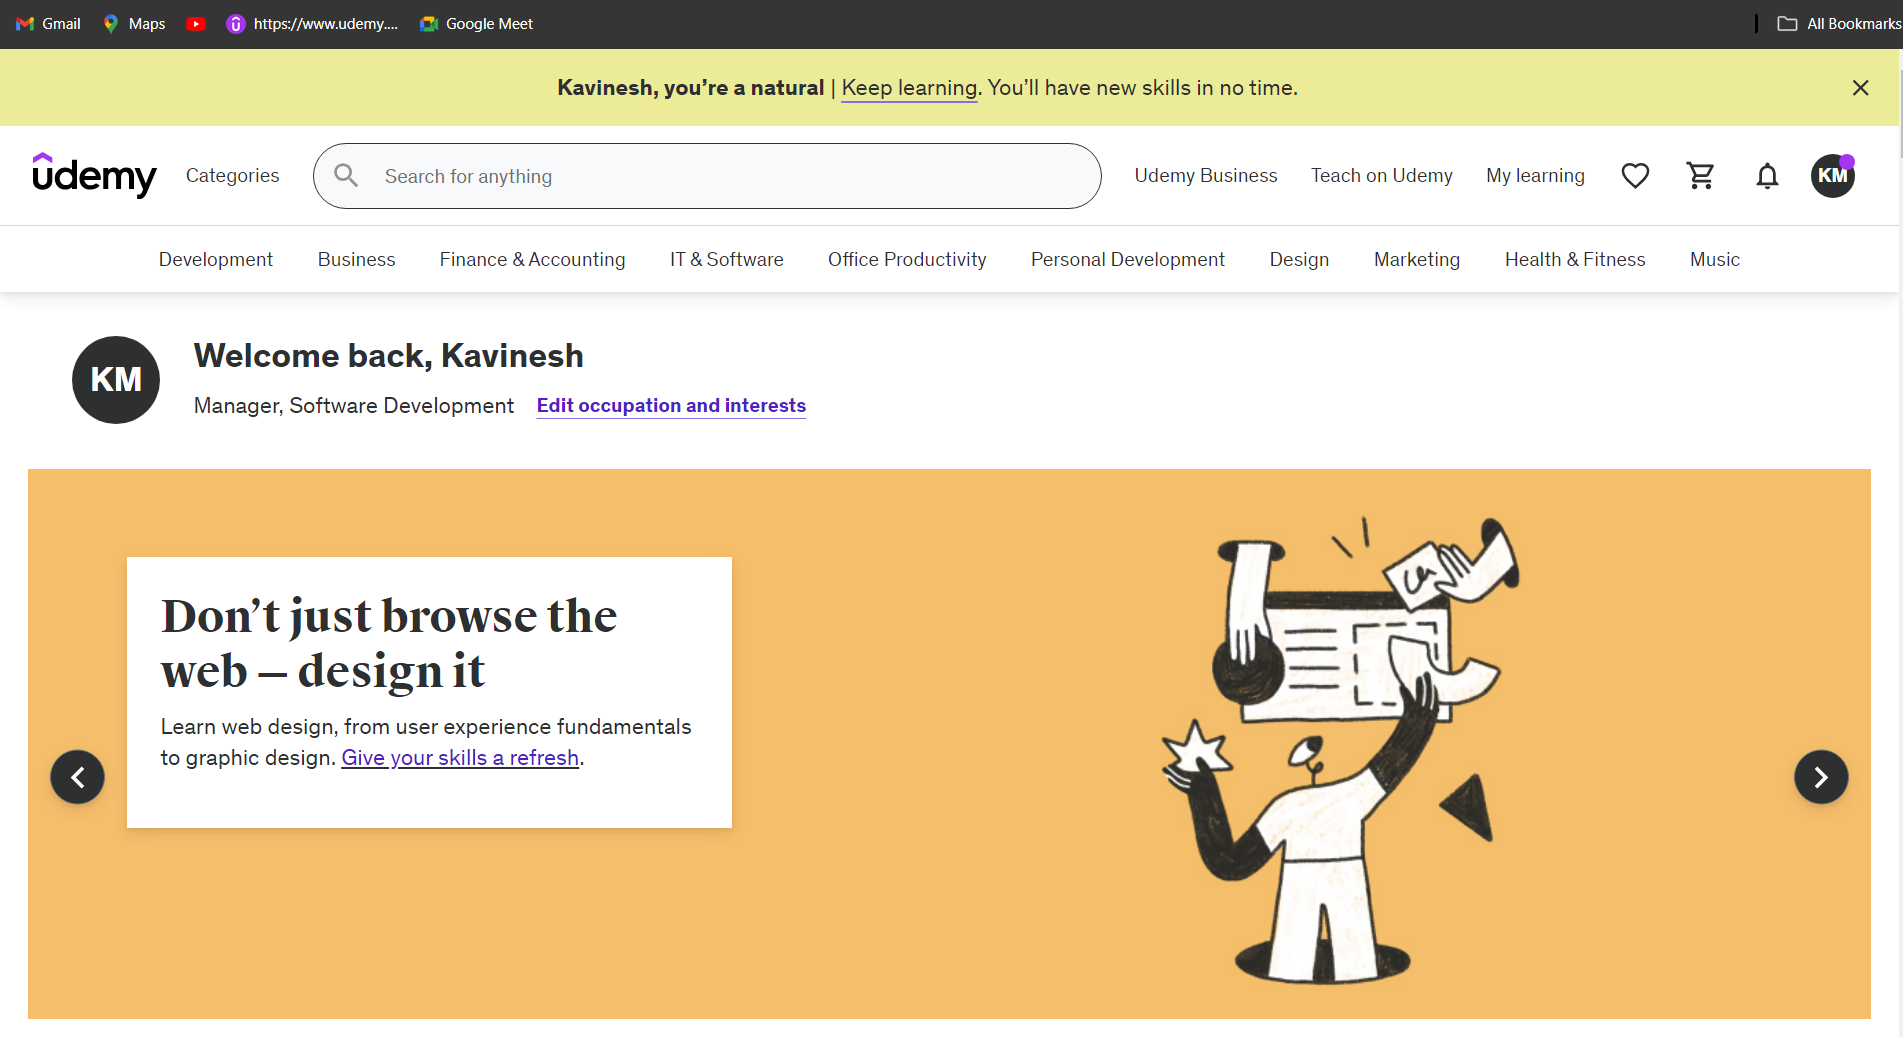 Gmail Maps https://www.udemy.... Google Meet All Bookmarks
Kavinesh, you’re a natural | Keep learning. You’ll have new skills in no time.
udemy Categories Search for anything Udemy Business Teach on Udemy My learning KM
Development Business Finance & Accounting IT & Software Office Productivity Personal Development Design Marketing Health & Fitness Music
KM
Welcome back, Kavinesh
Manager, Software Development Edit occupation and interests
Don’t just browse the
web – design it
Learn web design, from user experience fundamentals
to graphic design. Give your skills a refresh.